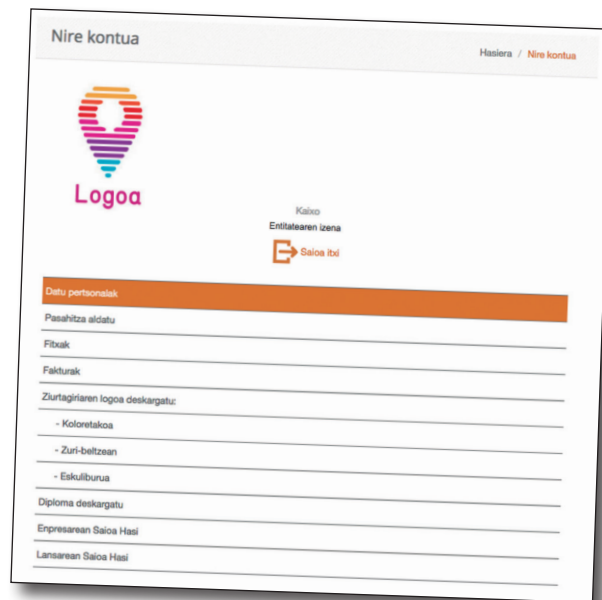 Nire kontua
Hasiera / Nire kontua
Logoa
Kaixo
Entitatearen izena
Saioa itxi
Datu pertsonalak
Pasahitza aldatu
Fitxak
Fakturak
Ziurtagiriaren logoa deskargatu:
- Koloretakoa
- Zuri-beltzean
- Eskuliburua
Diploma deskargatu
Enpresarean Saioa Hasi
Lansarean Saioa Hasi